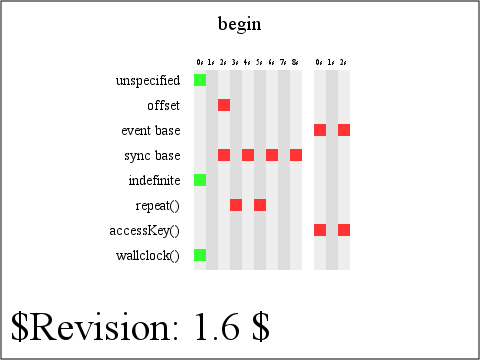 begin
0s 1s 2s 3s 4s 5s 6s 7s 8s 0s 1s 2s
unspecified
offset
event base
sync base
indefinite
repeat()
accessKey()
wallclock()
$Revision: 1.6 $